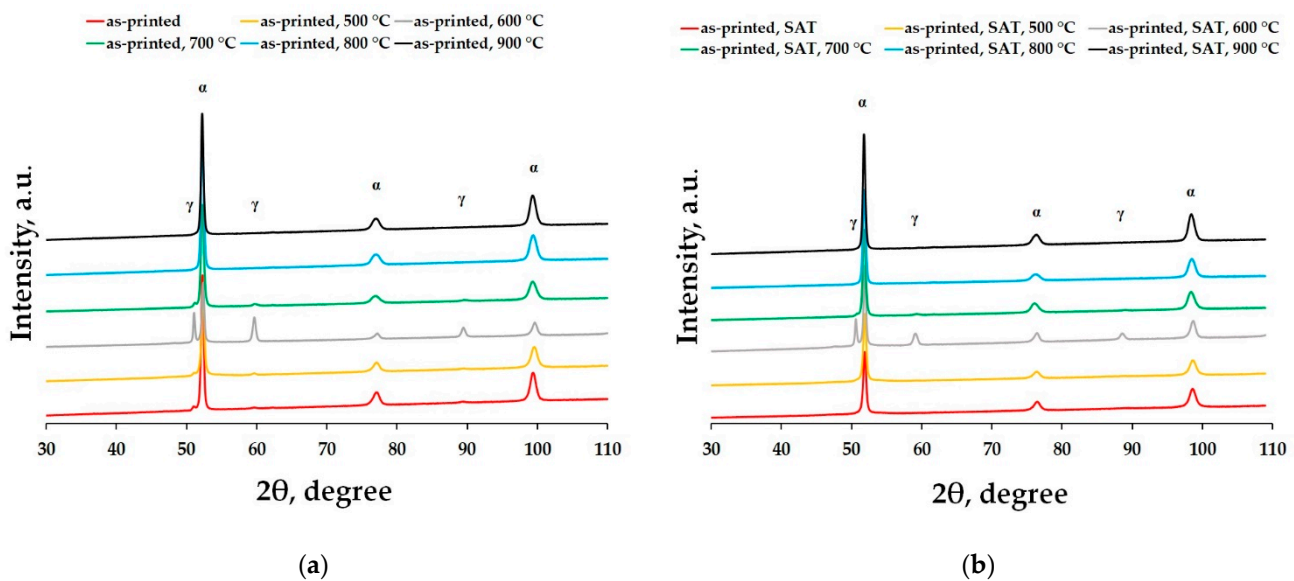 as-printed as-printed, 500 °C as-printed, 600 °C
as-printed, 700 °C as-printed, 800 °C as-printed, 900 °C
α
γ
γ
α
γ
α
Intensity, a.u.
30 40 50 60 70 80 90 100 110
2θ, degree
(a)
as-printed, SAT as-printed, SAT, 500 °C as-printed, SAT, 600 °C
as-printed, SAT, 700 °C as-printed, SAT, 800 °C as-printed, SAT, 900 °C
α
γ
γ
α
γ
α
Intensity, a.u.
30 40 50 60 70 80 90 100 110
2θ, degree
(b)